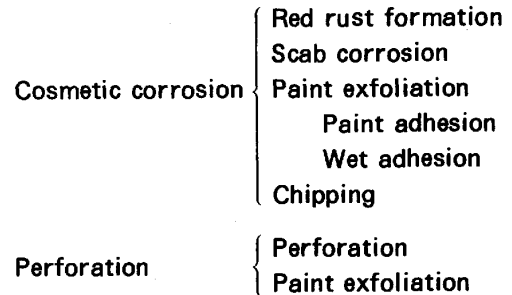 Red rust formation
Scab corrosion
Cosmetic corrosion Paint exfoliation
Paint adhesion
Wet adhesion
Chipping
Perforation
Perforation
Paint exfoliation